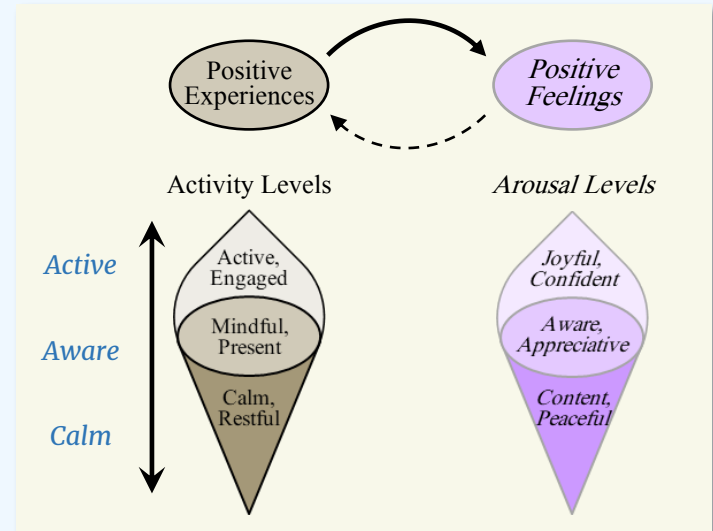 Positive
Experiences
Positive
Feelings
Activity Levels
Arousal Levels
Active
Active,
Engaged
Joyful,
Confident
Aware
Mindful,
Present
Aware,
Appreciative
Calm
Calm,
Restful
Content,
Peaceful